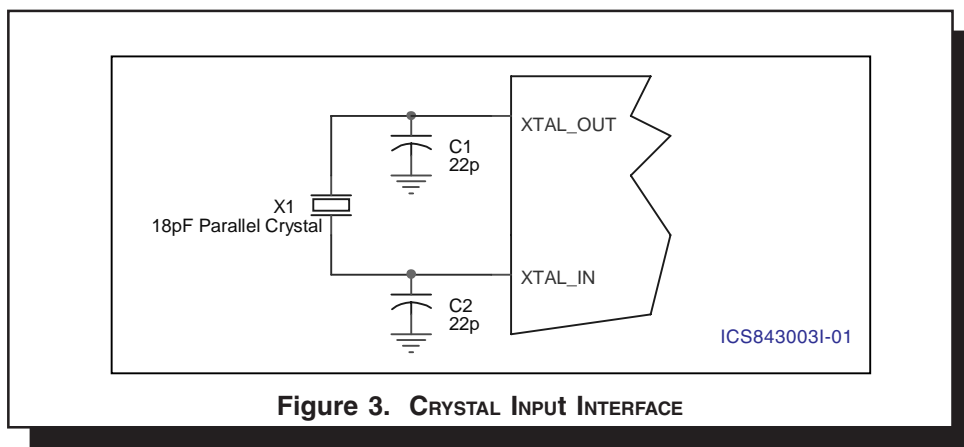 XTAL_OUT
C1
22p
X1
18pF Parallel Crystal
XTAL_IN
C2
22p
ICS843003I-01
Figure 3. CRYSTAL INPUt INTERFACE